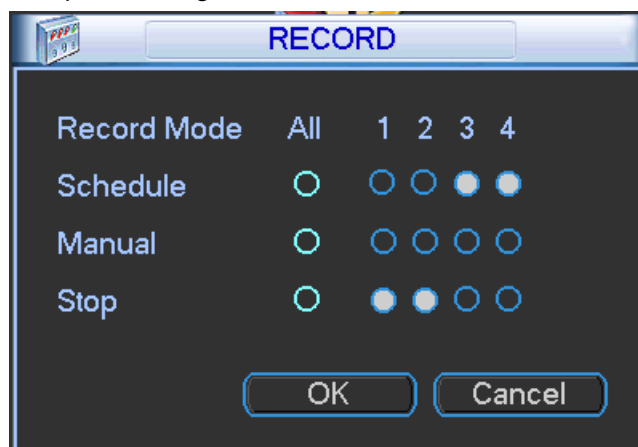 RECORD
Record Mode All 1 2 3 4
Schedule
Manual
Stop
OK Cancel